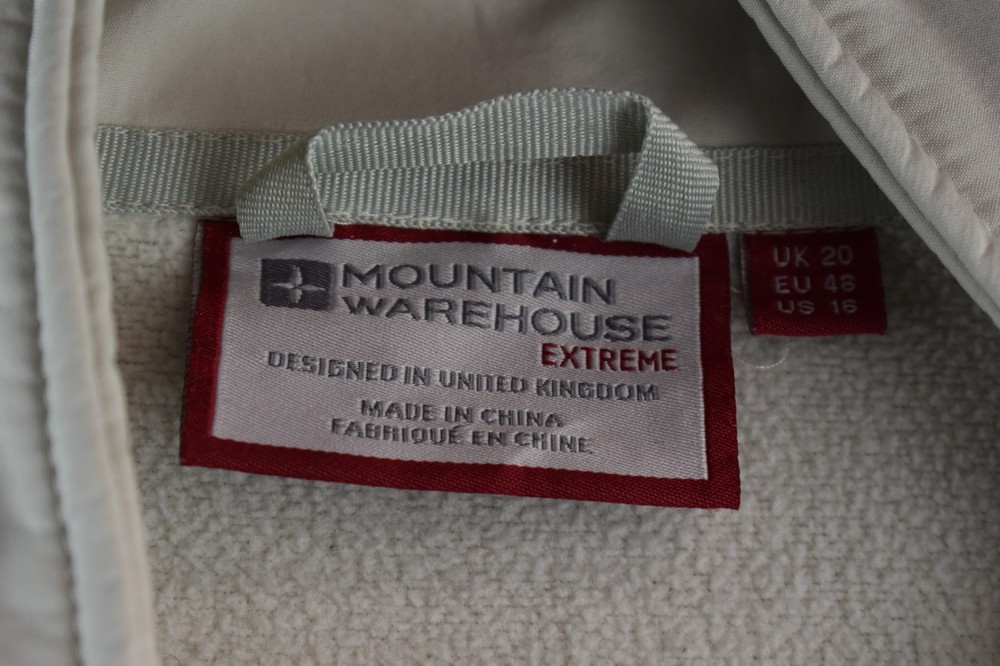 MOUNTAIN
WAREHOUSE
EXTREME
DESIGNED IN UNITED KINGDOM
MADE IN CHINA
FABRIQUÉ EN CHINE
UK 20
EU 48
US 16